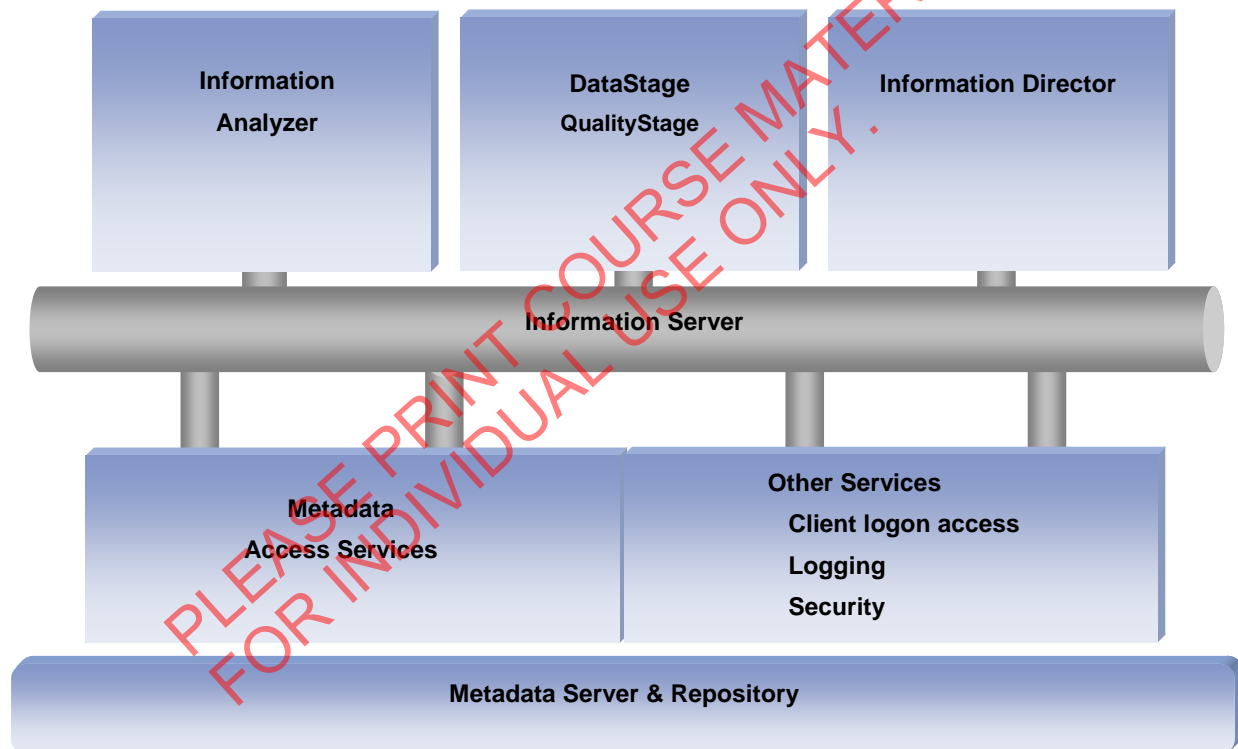 Information
Analyzer
DataStage
QualityStage
Information Director
Information Server
Metadata
Access Services
Other Services
Client logon access
Logging
Security
Metadata Server & Repository
PLEASE PRINT COURSE MATER
FOR INDIVIDUAL USE ONLY.